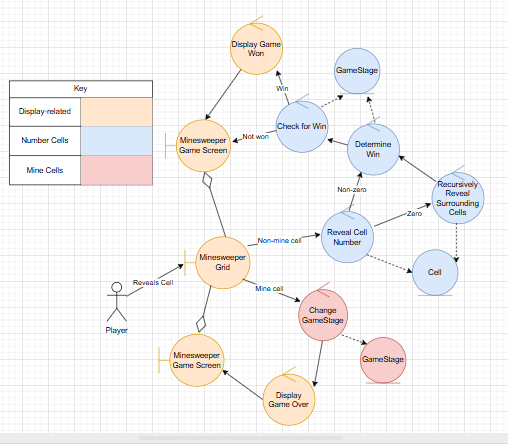 Display Game
Won
GameStage
Key
Display-related
Number Cells
Mine Cells
Win
Check for Win
Not won
Minesweeper
Game Screen
Determine
Win
Non-zero
Recursively
Reveal
Surrounding
Cells
Zero
Reveal Cell
Number
Non-mine cell
Minesweeper
Grid
Cell
Reveals Cell
Mine cell
Player
Change
GameStage
Minesweeper
Game Screen
GameStage
Display
Game Over